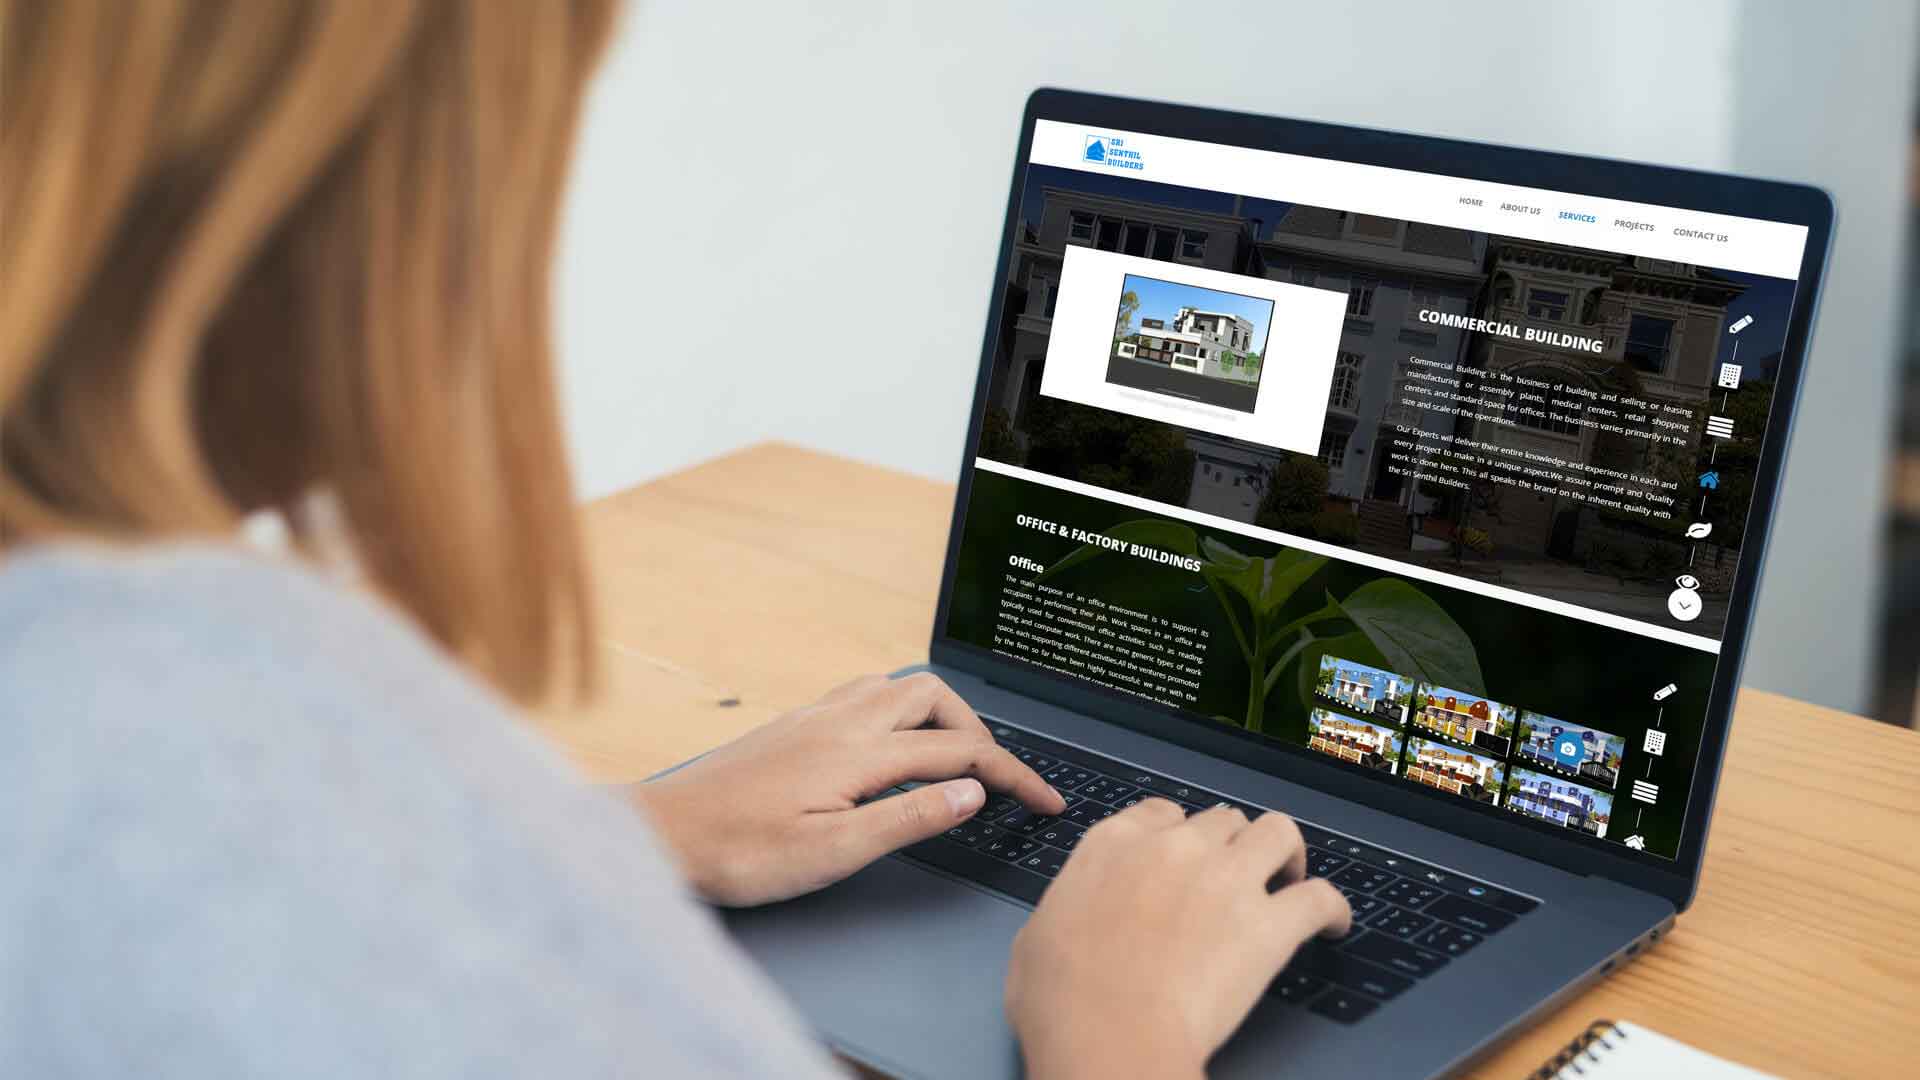 SRI
SENTHIL
BUILDERS
HOME ABOUT US SERVICES PROJECTS CONTACT US
COMMERCIAL BUILDING
Commercial Building is the business of building and selling or leasing
manufacturing or assembly plants, medical centers, retail shopping
centers, and standard space for offices. The business varies primarily in the
size and scale of the operations.
Our Experts will deliver their entire knowledge and experience in each and
every project to make in a unique aspect.We assure prompt and Quality
work is done here. This all speaks the brand on the inherent quality with
the Sri Senthil Builders.
OFFICE & FACTORY BUILDINGS
Office
The main purpose of an office environment is to support its
occupants in performing their job. Work spaces in an office are
typically used for conventional office activities such as reading,
writing and computer work. There are nine generic types of work
space, each supporting different activities.All the ventures promoted
by the firm so far have been highly successful; we are with the